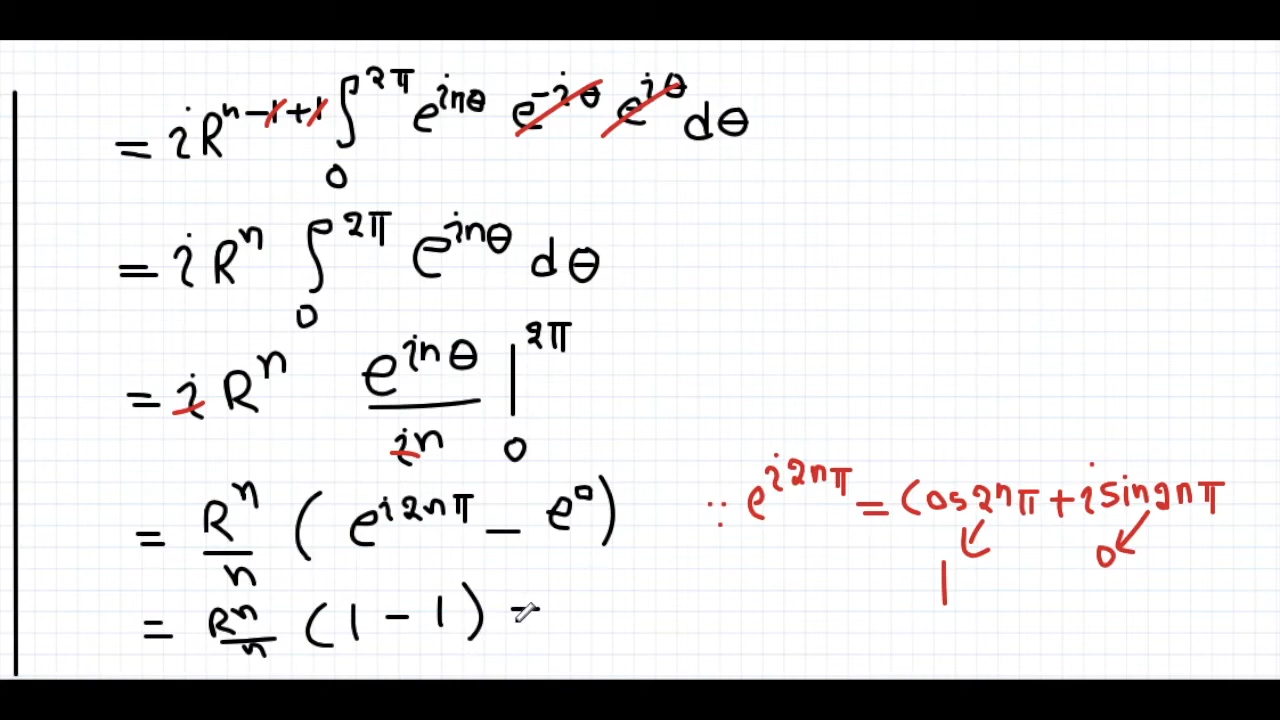 = iR^{n-1+1} ∫_0^{2π} e^{inθ} e^{-iθ} e^{iθ} dθ
= iR^n ∫_0^{2π} e^{inθ} dθ
= iR^n e^{inθ}/in |_0^{2π}
= R^n/n (e^{i2nπ} - e^0) ∵ e^{i2nπ} = Cos2nπ + i Sin2nπ
1 0
= R^n/n (1 - 1) =